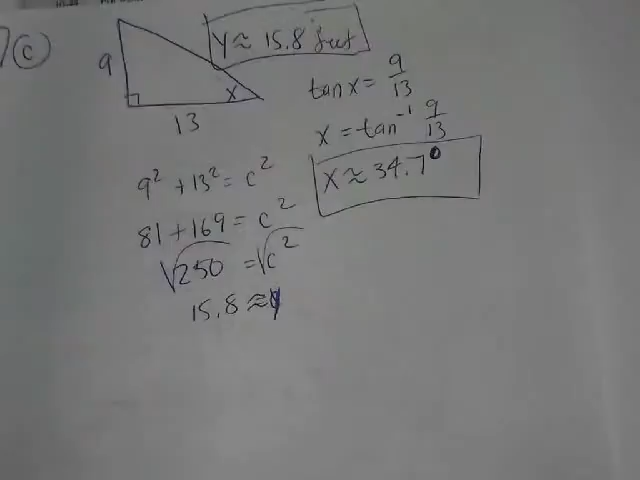 (c)
9
13
x
y ≈ 15.8 feet
tan x = 9/13
x = tan⁻¹ 9/13
x ≈ 34.7°
9² + 13² = c²
81 + 169 = c²
√250 = √c²
15.8 ≈ y